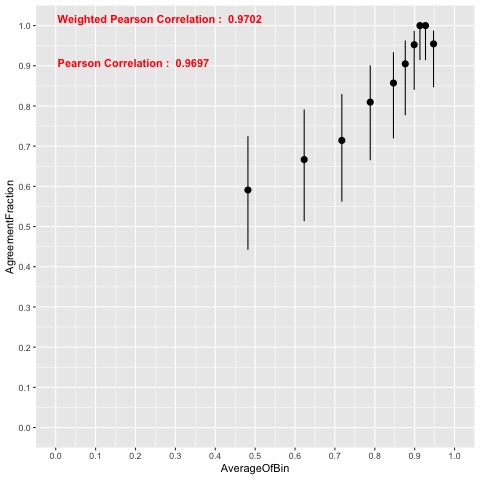 Weighted Pearson Correlation :  0.9702
Pearson Correlation :  0.9697
AgreementFraction
1.0
0.9
0.8
0.7
0.6
0.5
0.4
0.3
0.2
0.1
0.0
0.0 0.1 0.2 0.3 0.4 0.5 0.6 0.7 0.8 0.9 1.0
AverageOfBin